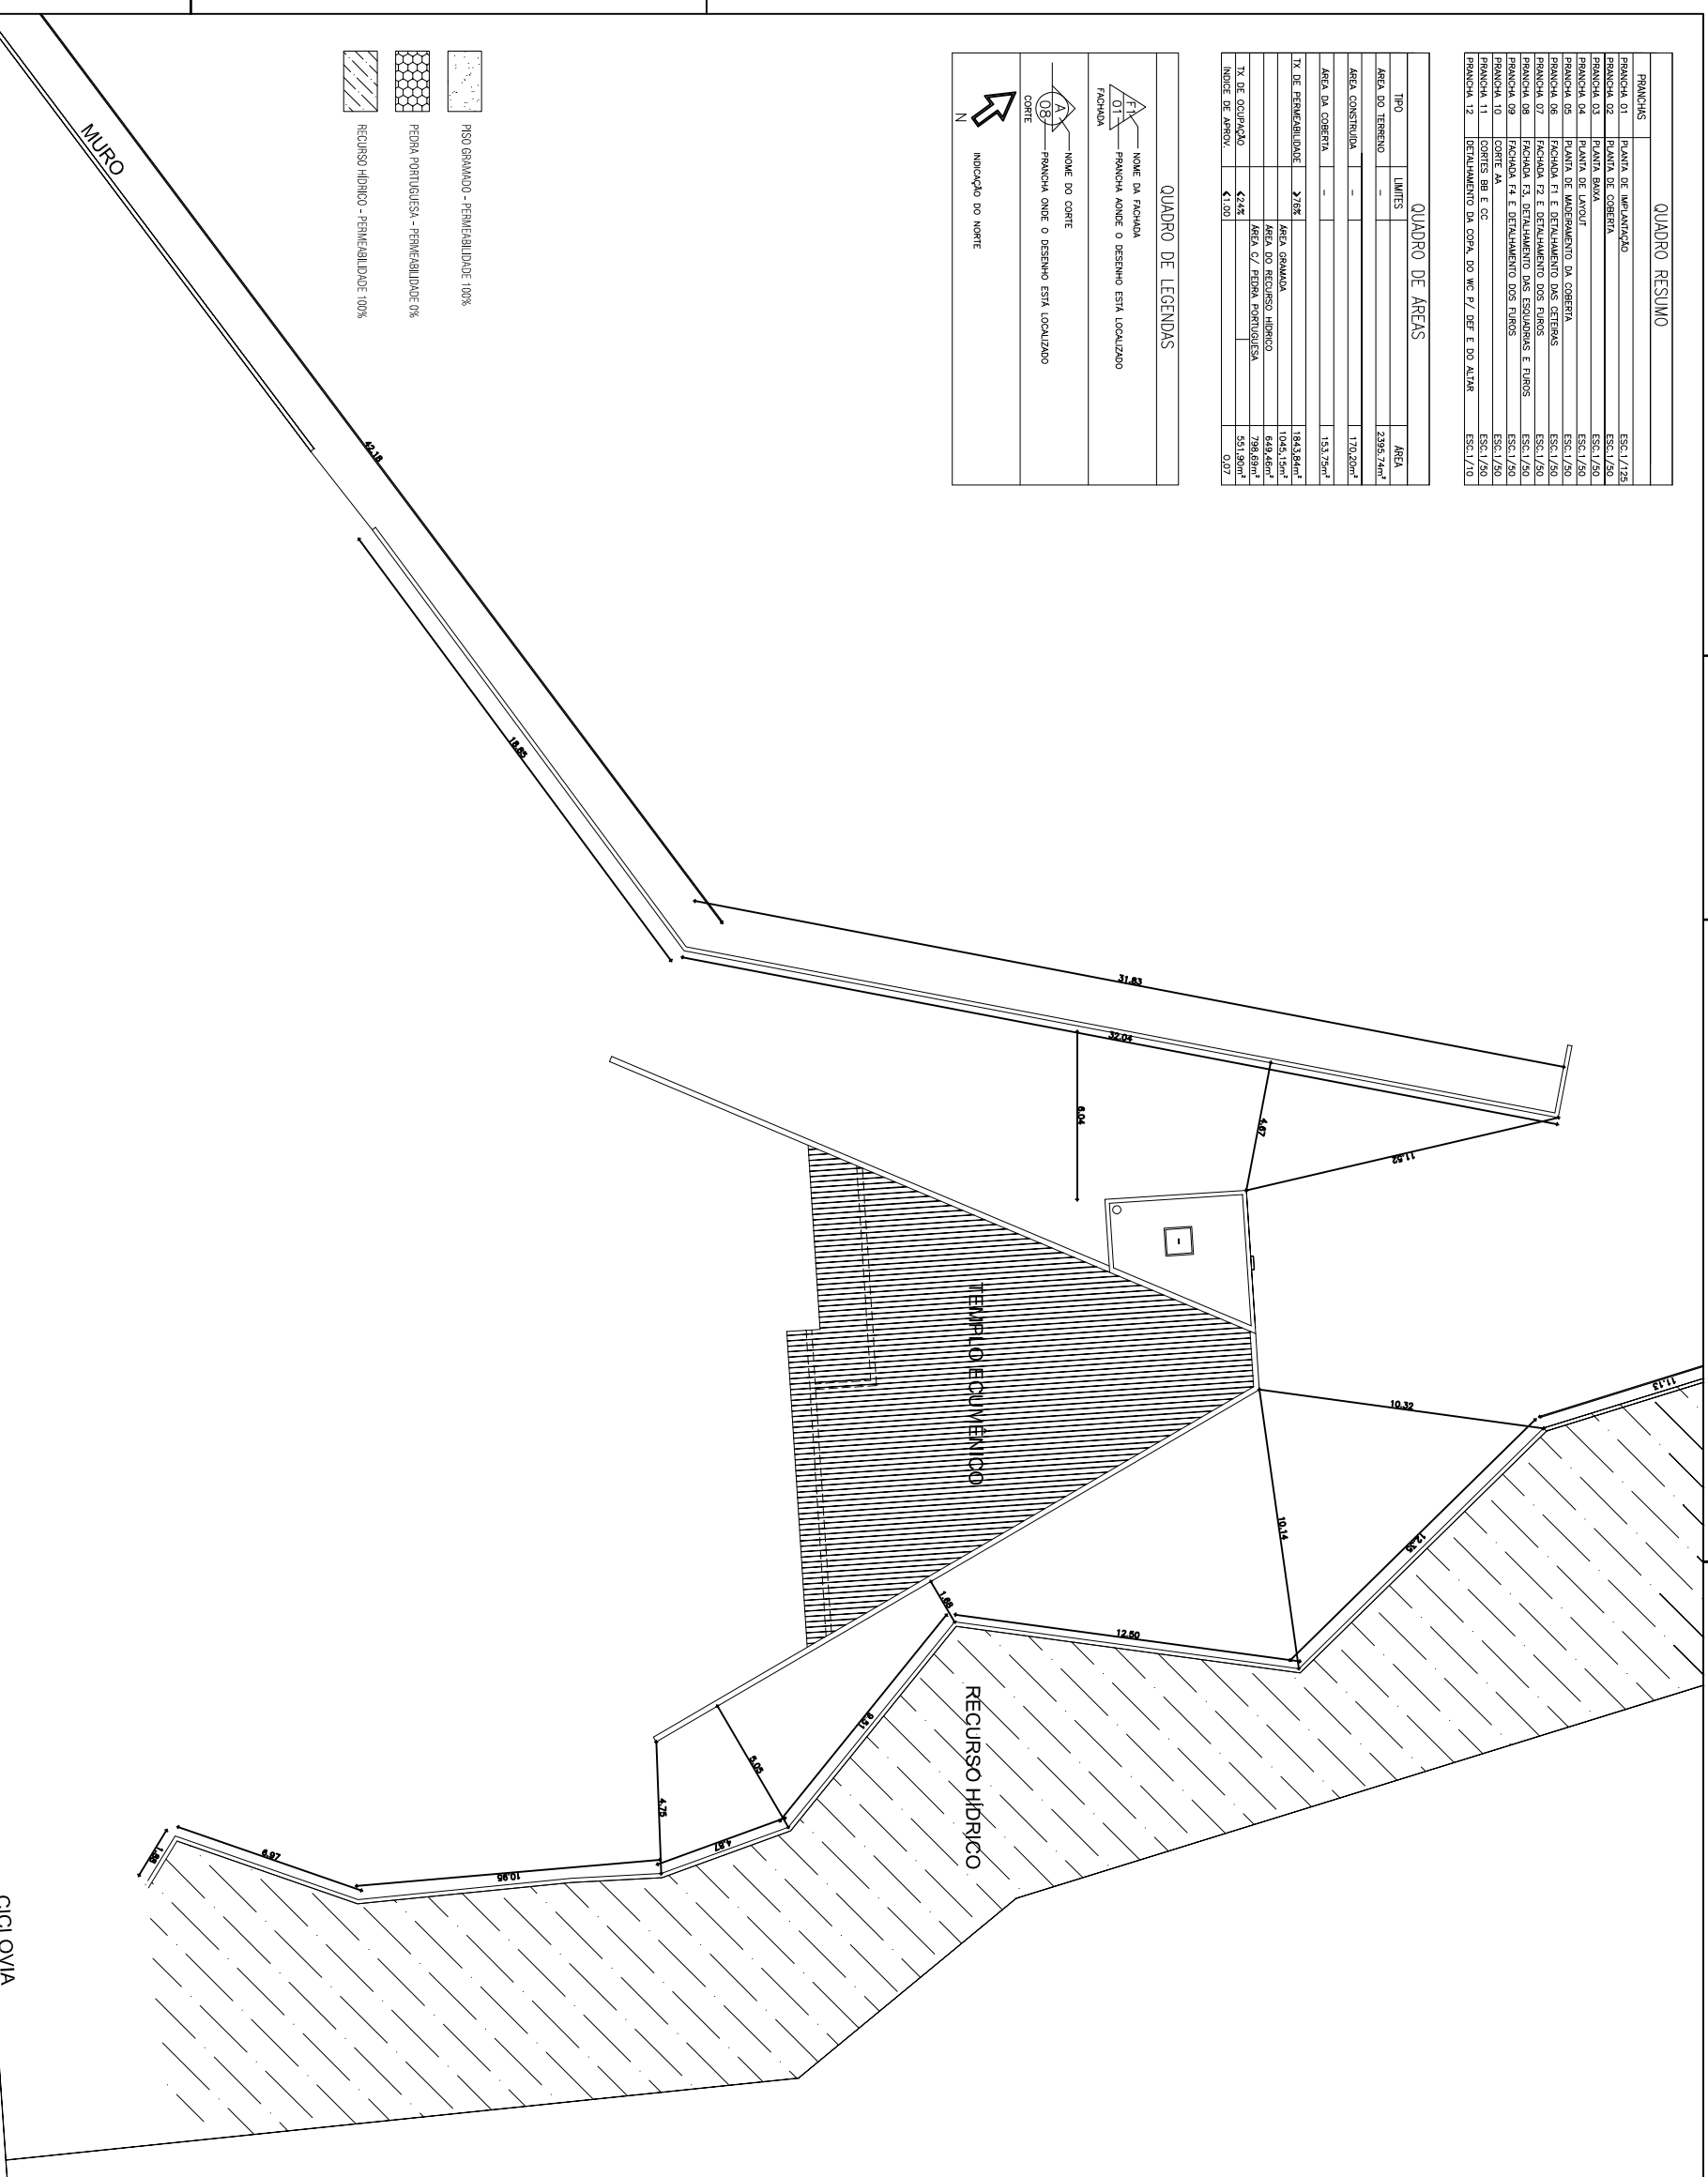 QUADRO RESUMO
PRANCHAS
PRANCHA 01 PLANTA DE IMPLANTAÇÃO ESC.1/125
PRANCHA 02 PLANTA DE COBERTA ESC.1/50
PRANCHA 03 PLANTA BAIXA ESC.1/50
PRANCHA 04 PLANTA DE LAYOUT ESC.1/50
PRANCHA 05 PLANTA DE MADEIRAMENTO DA COBERTA ESC.1/50
PRANCHA 06 FACHADA F1 E DETALHAMENTO DAS CETEIRAS ESC.1/50
PRANCHA 07 FACHADA F2 E DETALHAMENTO DOS FUROS ESC.1/50
PRANCHA 08 FACHADA F3, DETALHAMENTO DAS ESQUADRIAS E FUROS ESC.1/50
PRANCHA 09 FACHADA F4 E DETALHAMENTO DOS FUROS ESC.1/50
PRANCHA 10 CORTE AA ESC.1/50
PRANCHA 11 CORTES BB E CC ESC.1/50
PRANCHA 12 DETALHAMENTO DA COPA, DO WC P/ DEF E DO ALTAR ESC.1/10
QUADRO DE ÁREAS
TIPO LIMITES ÁREA
ÁREA DO TERRENO – 2395,74m²
ÁREA CONSTRUÍDA – 170,20m²
ÁREA DA COBERTA – 153,75m²
TX DE PERMEABILIDADE >76% 1843,84m²
ÁREA GRAMADA 1045,15m²
ÁREA DO RECURSO HÍDRICO 649,46m²
ÁREA C/ PEDRA PORTUGUESA 798,69m²
TX DE OCUPAÇÃO <24% 551,90m²
INDICE DE APROV. <1.00 0,07
QUADRO DE LEGENDAS
F1
01
NOME DA FACHADA
PRANCHA AONDE O DESENHO ESTÁ LOCALIZADO
FACHADA
A
08
NOME DO CORTE
PRANCHA ONDE O DESENHO ESTÁ LOCALIZADO
CORTE
N
INDICAÇÃO DO NORTE
PISO GRAMADO - PERMEABILIDADE 100%
PEDRA PORTUGUESA - PERMEABILIDADE 0%
RECURSO HÍDRICO - PERMEABILIDADE 100%
MURO
42,18
18,85
31,83
32,04
6,04
4,67
11,52
TEMPLO ECUMÊNICO
10,32
11,13
10,14
12,35
1,68
12,50
RECURSO HÍDRICO
9,51
5,05
4,75
4,87
10,95
6,97
1,88
CICLOVIA